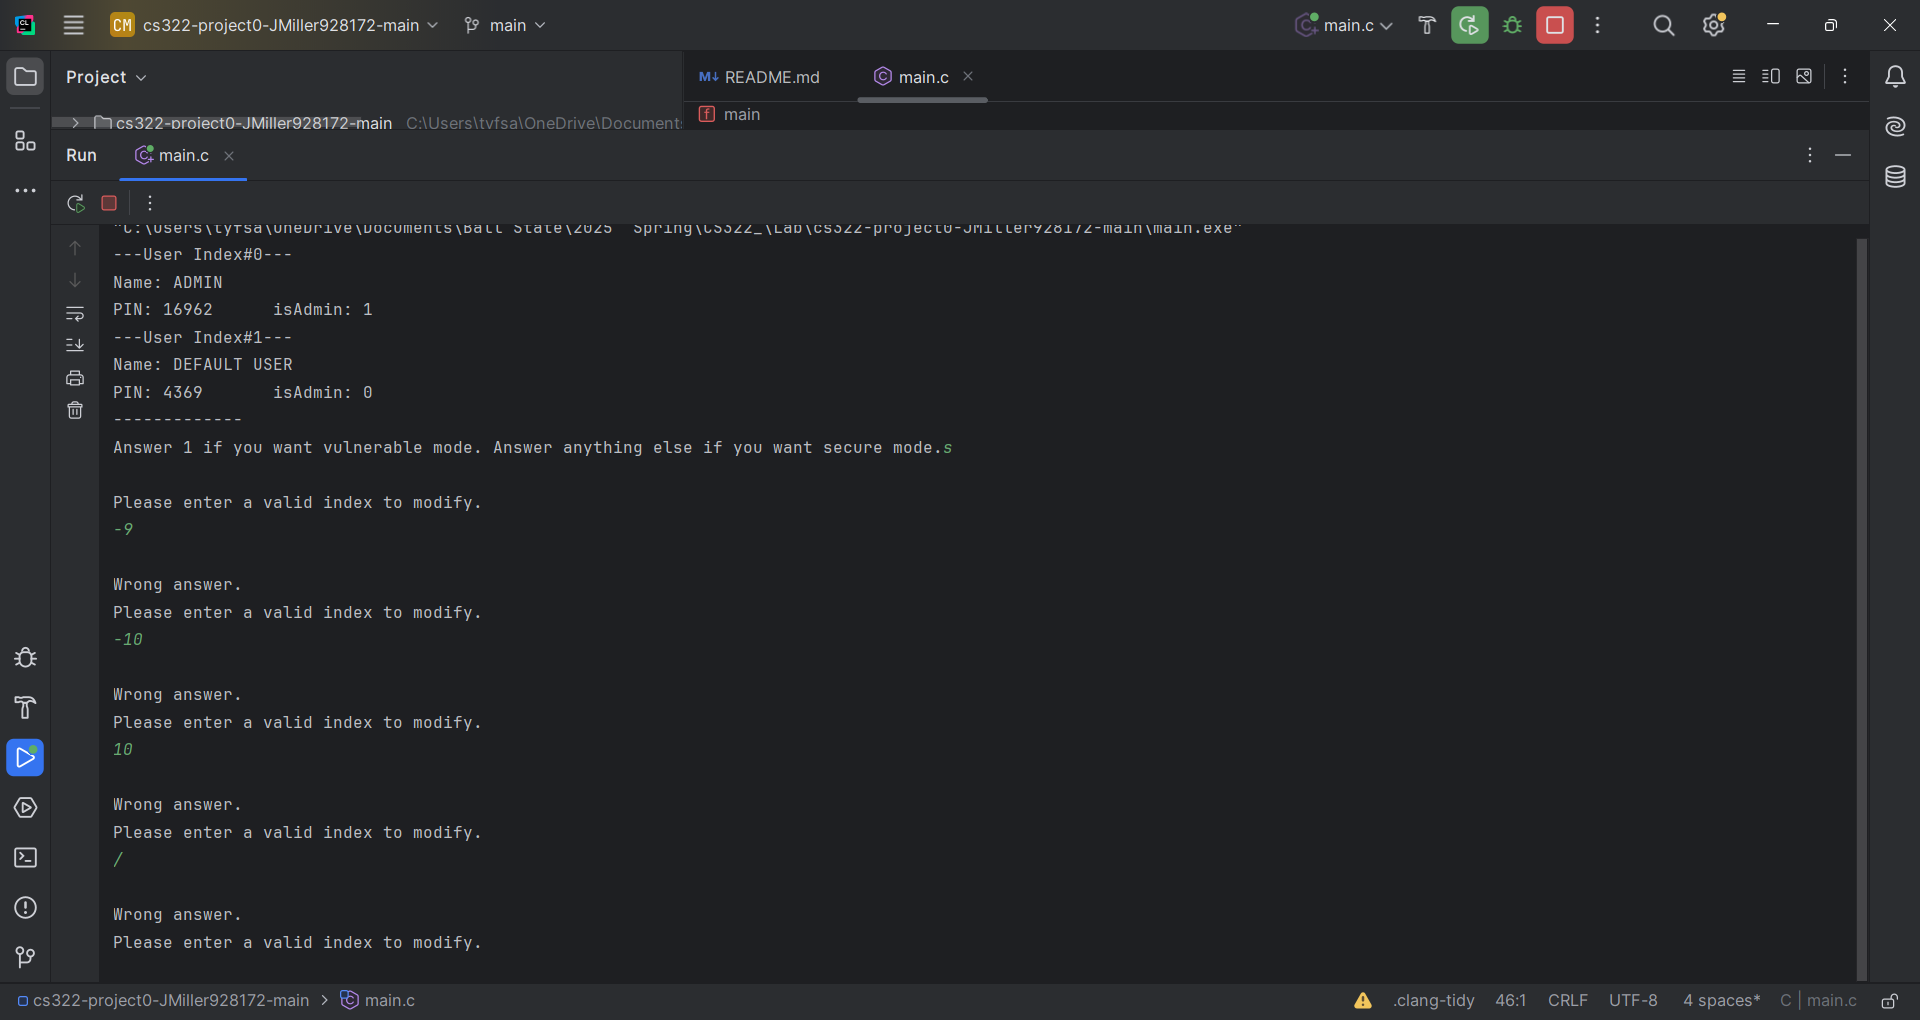 CM cs322-project0-JMiller928172-main main main.c
Project README.md main.c
cs322-project0-JMiller928172-main C:\Users\tyfsa\OneDrive\Document main
Run main.c
"C:\Users\tyfsa\OneDrive\Documents\Ball State\2025 Spring\CS322_\Lab\cs322-project0-JMiller928172-main\main.exe"
---User Index#0---
Name: ADMIN
PIN: 16962 isAdmin: 1
---User Index#1---
Name: DEFAULT USER
PIN: 4369 isAdmin: 0
-------------
Answer 1 if you want vulnerable mode. Answer anything else if you want secure mode.s
Please enter a valid index to modify.
-9
Wrong answer.
Please enter a valid index to modify.
-10
Wrong answer.
Please enter a valid index to modify.
10
Wrong answer.
Please enter a valid index to modify.
/
Wrong answer.
Please enter a valid index to modify.
cs322-project0-JMiller928172-main > main.c .clang-tidy 46:1 CRLF UTF-8 4 spaces* C | main.c